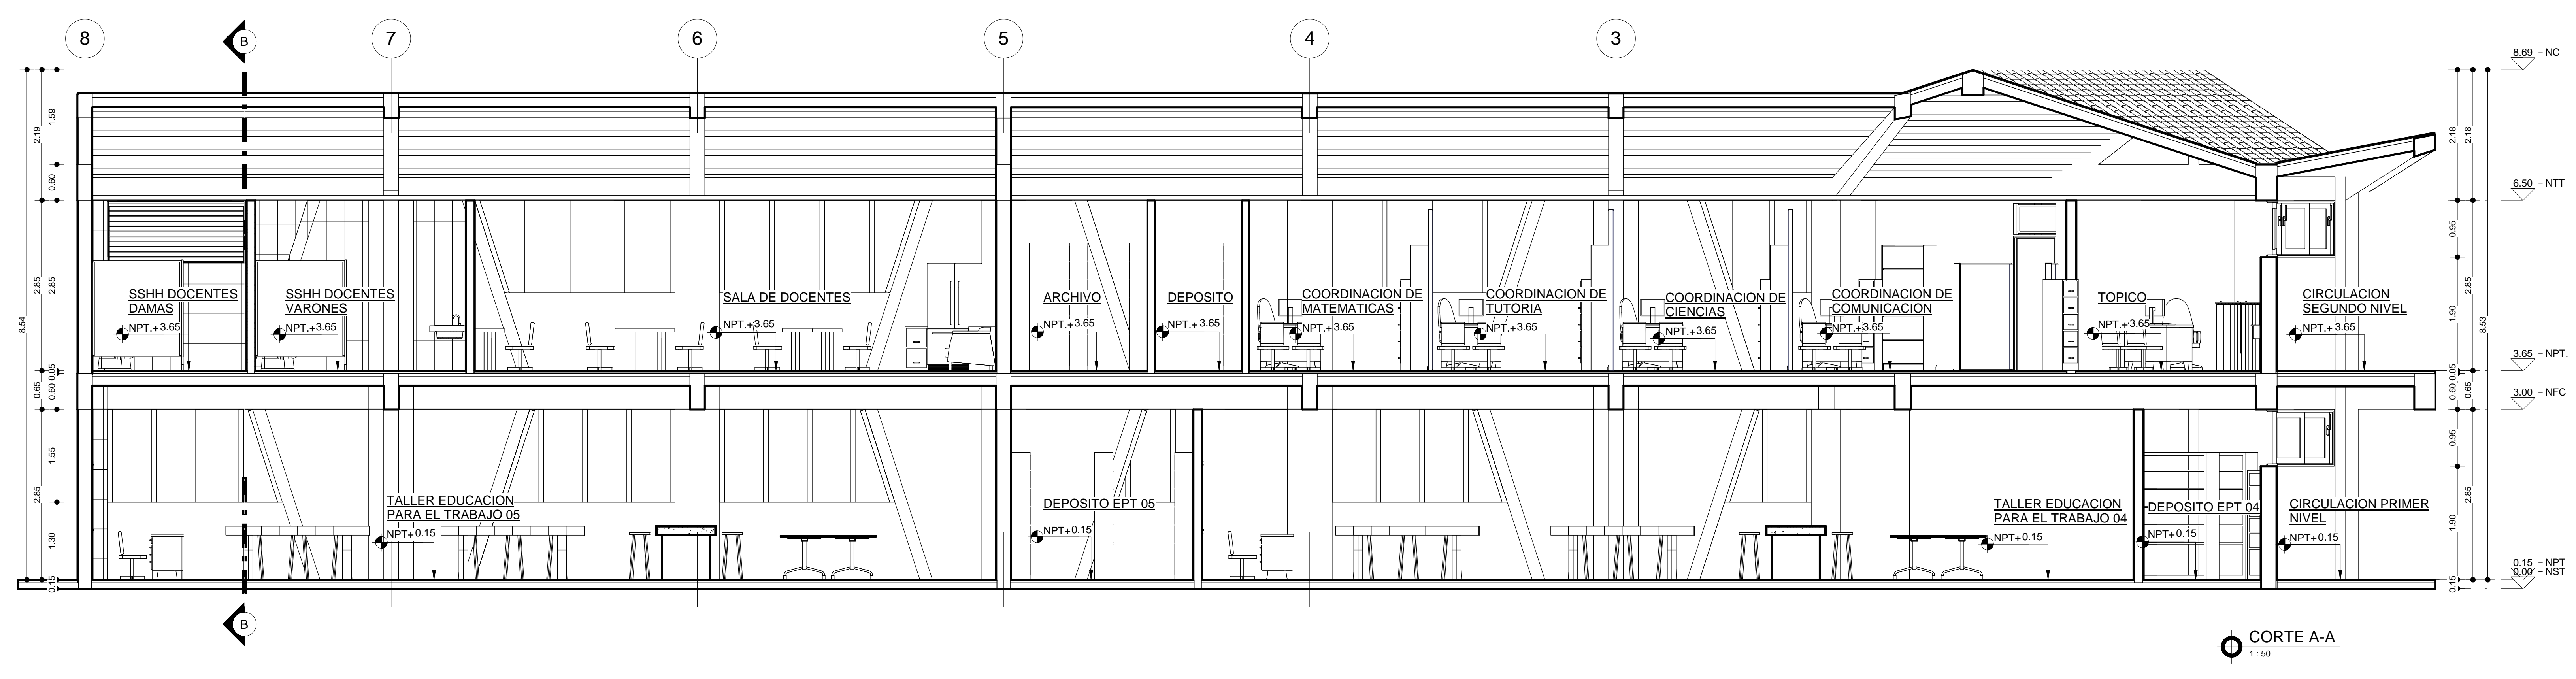 8
B
7
6
5
4
3
8.69 - NC
1.59
2.19
0.60
2.18
2.18
6.50 - NTT
2.85
2.85
8.54
0.95
1.90
2.85
8.53
SSHH DOCENTES
DAMAS
NPT.+3.65
SSHH DOCENTES
VARONES
NPT.+3.65
SALA DE DOCENTES
NPT.+3.65
ARCHIVO
NPT.+3.65
DEPOSITO
NPT.+3.65
COORDINACION DE
MATEMATICAS
NPT.+3.65
COORDINACION DE
TUTORIA
NPT.+3.65
COORDINACION DE
CIENCIAS
NPT.+3.65
COORDINACION DE
COMUNICACION
NPT.+3.65
TOPICO
NPT.+3.65
CIRCULACION
SEGUNDO NIVEL
NPT.+3.65
3.65 - NPT.
0.05
0.65
0.60
0.05
0.60
0.65
3.00 - NFC
1.55
2.85
1.30
0.95
1.90
2.85
TALLER EDUCACION
PARA EL TRABAJO 05
NPT+0.15
DEPOSITO EPT 05
NPT+0.15
TALLER EDUCACION
PARA EL TRABAJO 04
NPT+0.15
DEPOSITO EPT 04
NPT+0.15
CIRCULACION PRIMER
NIVEL
NPT+0.15
0.15
0.15
0.15 - NPT
0.00 - NST
B
CORTE A-A
1 : 50